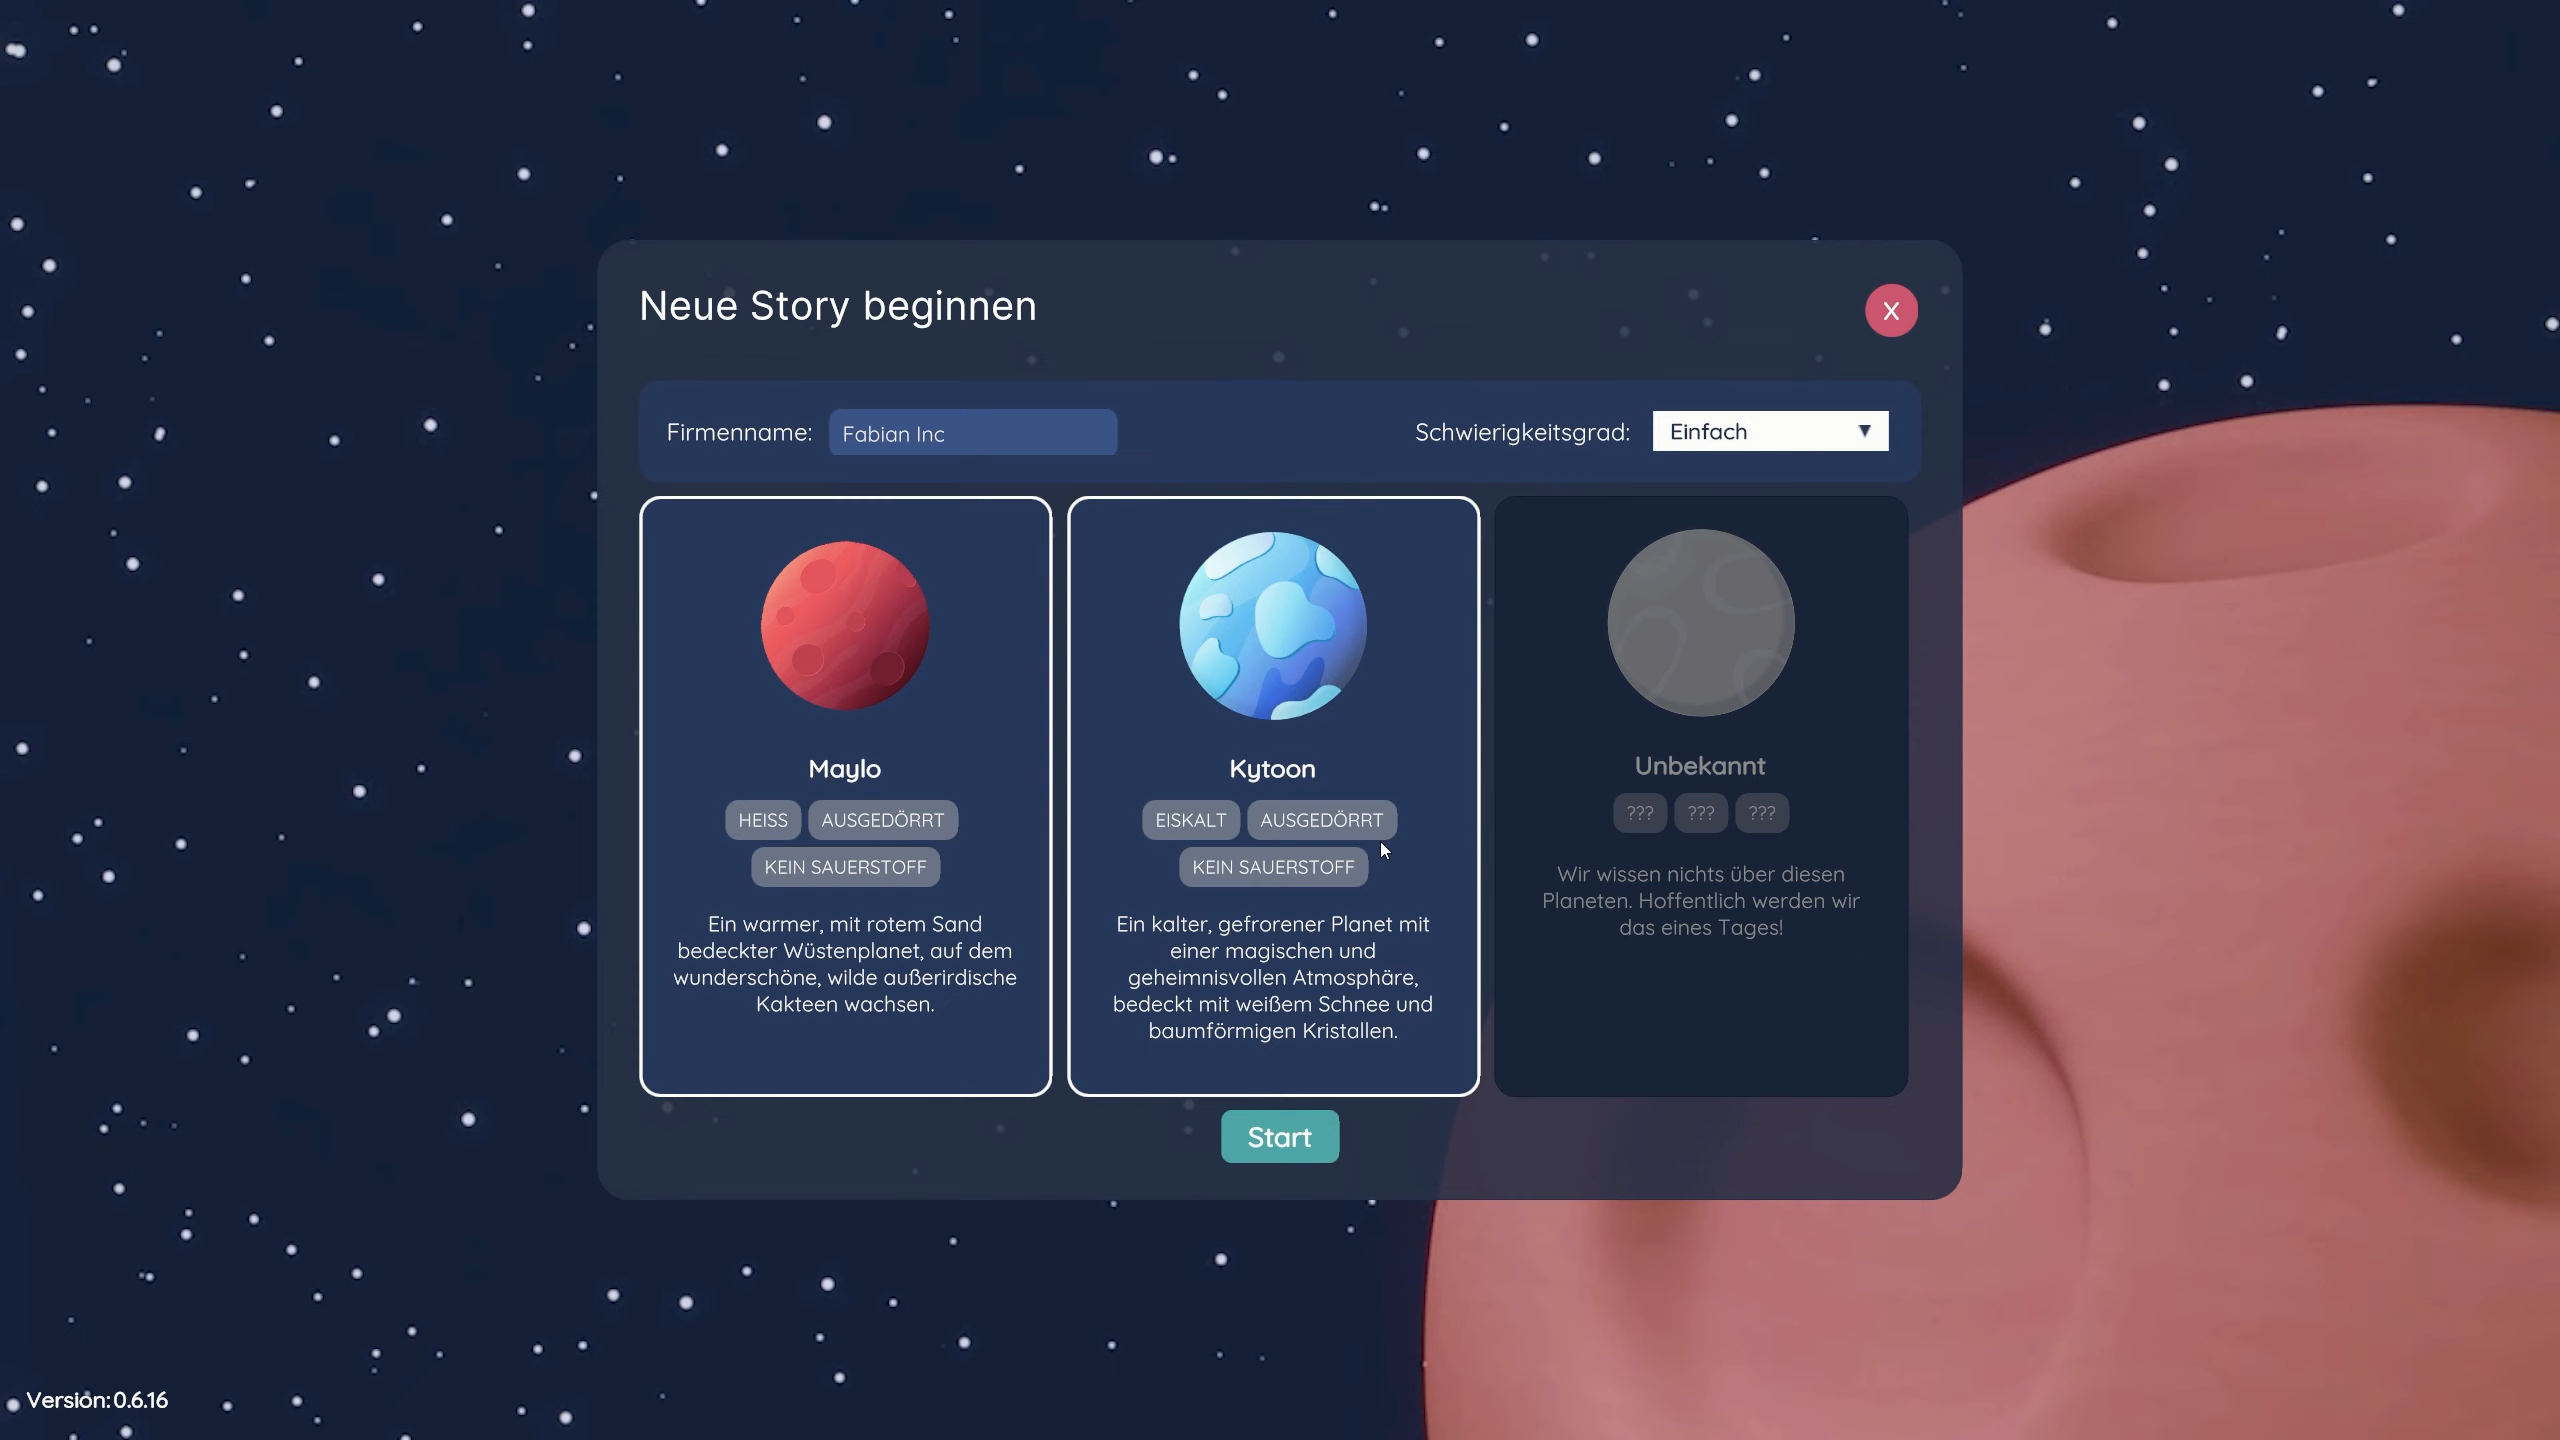 Neue Story beginnen
X
Firmenname: Fabian Inc
Schwierigkeitsgrad: Einfach
Maylo
HEISS AUSGEDÖRRT
KEIN SAUERSTOFF
Ein warmer, mit rotem Sand
bedeckter Wüstenplanet, auf dem
wunderschöne, wilde außerirdische
Kakteen wachsen.
Kytoon
EISKALT AUSGEDÖRRT
KEIN SAUERSTOFF
Ein kalter, gefrorener Planet mit
einer magischen und
geheimnisvollen Atmosphäre,
bedeckt mit weißem Schnee und
baumförmigen Kristallen.
Unbekannt
??? ??? ???
Wir wissen nichts über diesen
Planeten. Hoffentlich werden wir
das eines Tages!
Start
Version: 0.6.16